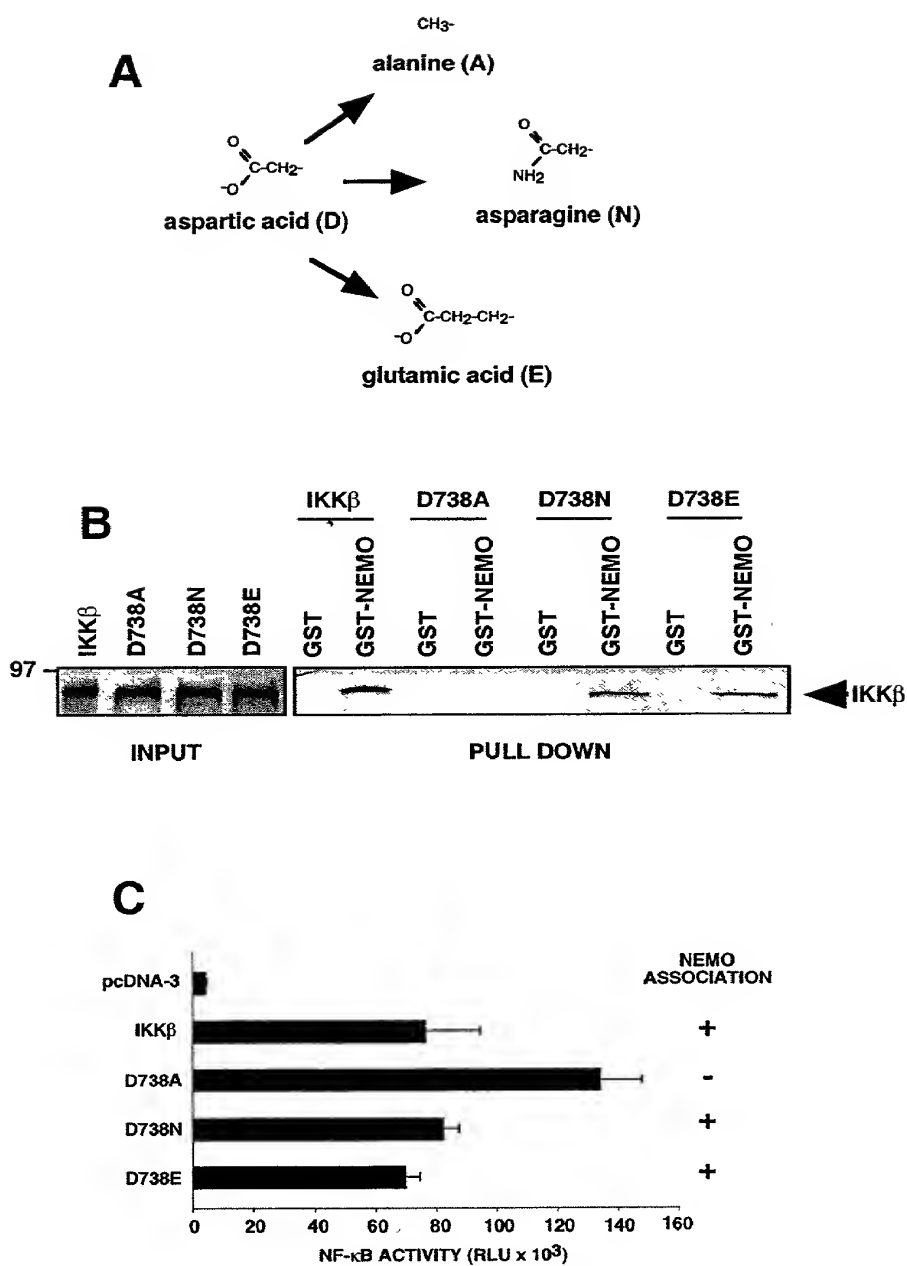 A
CH3-
alanine (A)
O
C-CH2-
-O
aspartic acid (D)
O
C-CH2-
NH2
asparagine (N)
O
C-CH2-CH2-
-O
glutamic acid (E)
B
IKKβ D738A D738N D738E
IKKβ D738A D738N D738E GST GST-NEMO GST GST-NEMO GST GST-NEMO GST GST-NEMO
97
IKKβ
INPUT PULL DOWN
C
NEMO
ASSOCIATION
pcDNA-3
IKKβ +
D738A -
D738N +
D738E +
0 20 40 60 80 100 120 140 160
NF-κB ACTIVITY (RLU x 10³)